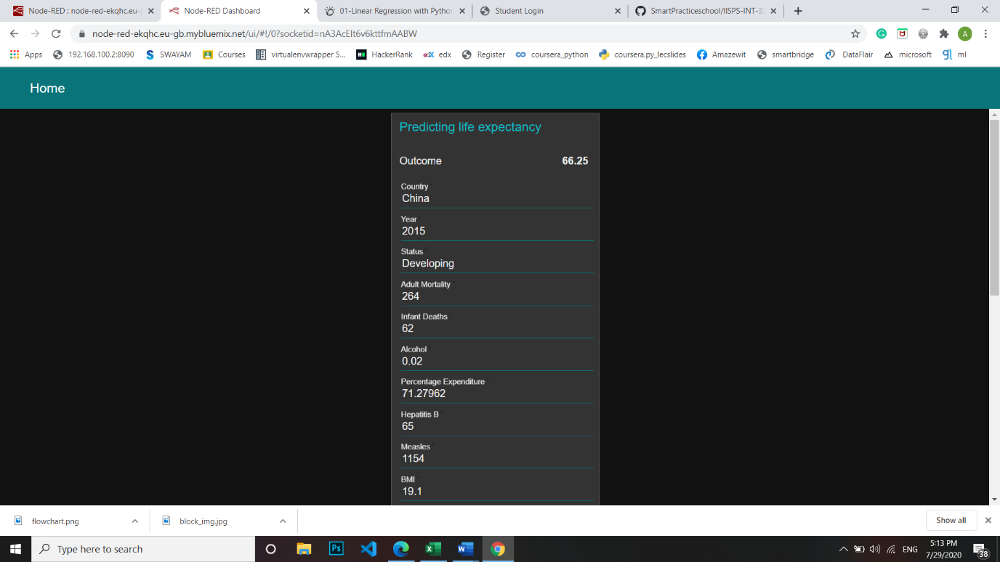 Node-RED : node-red-ekqhc.eu-g
Node-RED Dashboard
01-Linear Regression with Python
Student Login
SmartPracticeschool/IISPS-INT-32
node-red-ekqhc.eu-gb.mybluemix.net/ui/#!/0?socketid=nA3AcEIt6v6kttfmAABW
A
Apps 192.168.100.2:8090 SWAYAM Courses virtualenvwrapper 5... HackerRank edx Register coursera_python coursera.py_lecslides Amazewit smartbridge DataFlair microsoft ml
Home
Predicting life expectancy
Outcome 66.25
Country
China
Year
2015
Status
Developing
Adult Mortality
264
Infant Deaths
62
Alcohol
0.02
Percentage Expenditure
71.27962
Hepatitis B
65
Measles
1154
BMI
19.1
flowchart.png
block_img.jpg
Show all
Type here to search
ENG
5:13 PM
7/29/2020
38